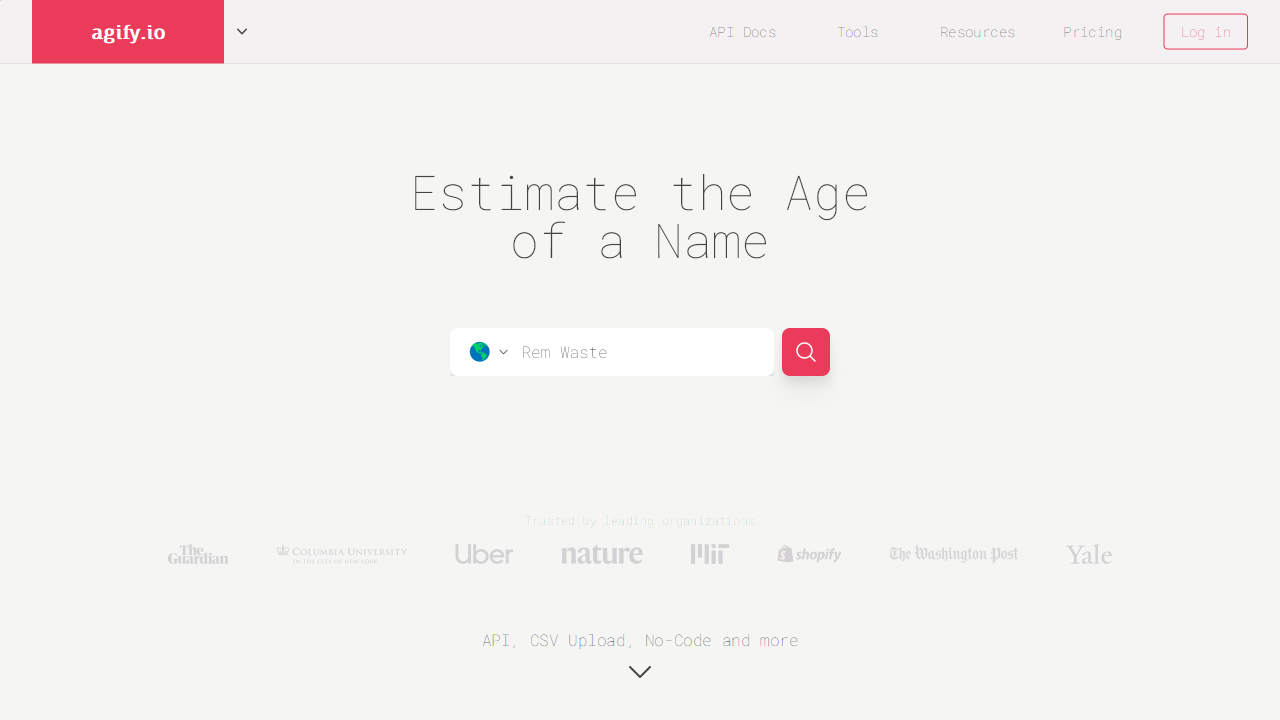 agify.io
API Docs
Tools
Resources
Pricing
Log in
Estimate the Age
of a Name
Rem Waste
Trusted by leading organizations
The Guardian
COLUMBIA UNIVERSITY
IN THE CITY OF NEW YORK
Uber
nature
MIT
shopify
The Washington Post
Yale
API, CSV Upload, No-Code and more